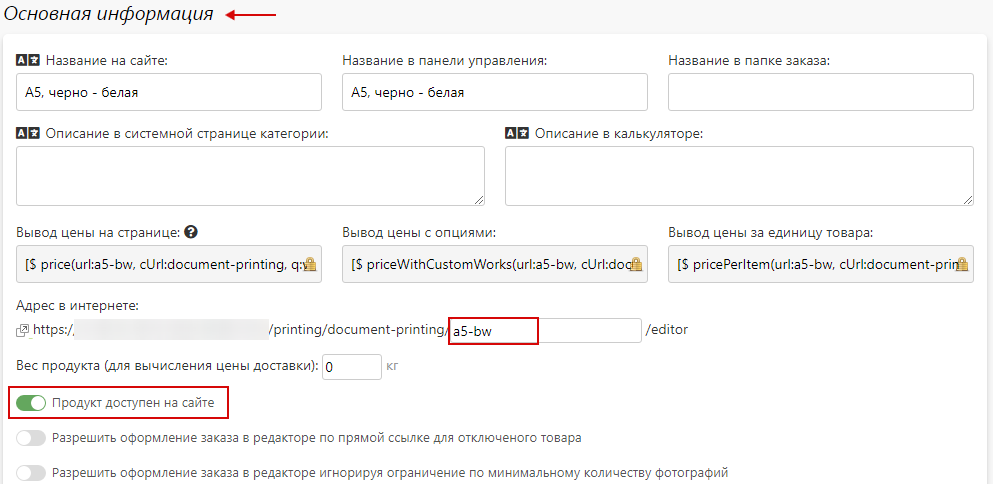 Основная информация
Название на сайте: Название в панели управления: Название в папке заказа:
А5, черно - белая А5, черно - белая
Описание в системной странице категории: Описание в калькуляторе:
Вывод цены на странице: Вывод цены с опциями: Вывод цены за единицу товара:
[$ price(url:a5-bw, cUrl:document-printing, q: [$ priceWithCustomWorks(url:a5-bw, cUrl: [$ pricePerItem(url:a5-bw, cUrl:document-prin
Адрес в интернете:
https:/ /printing/document-printing/ a5-bw /editor
Вес продукта (для вычисления цены доставки): 0 кг
Продукт доступен на сайте
Разрешить оформление заказа в редакторе по прямой ссылке для отключеного товара
Разрешить оформление заказа в редакторе игнорируя ограничение по минимальному количеству фотографий